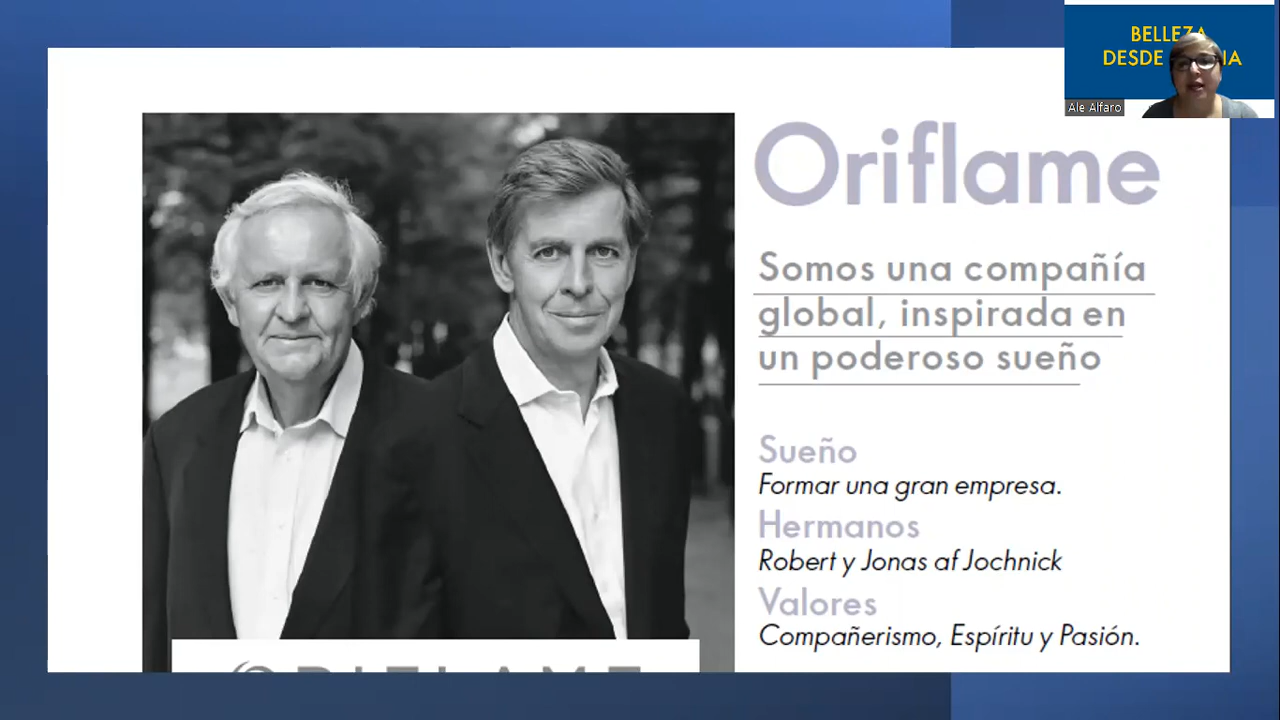 BELLEZA
DESDE
Ale Alfaro
Oriflame
Somos una compañía
global, inspirada en
un poderoso sueño
Sueño
Formar una gran empresa.
Hermanos
Robert y Jonas af Jochnick
Valores
Compañerismo, Espíritu y Pasión.
ORIFLAME